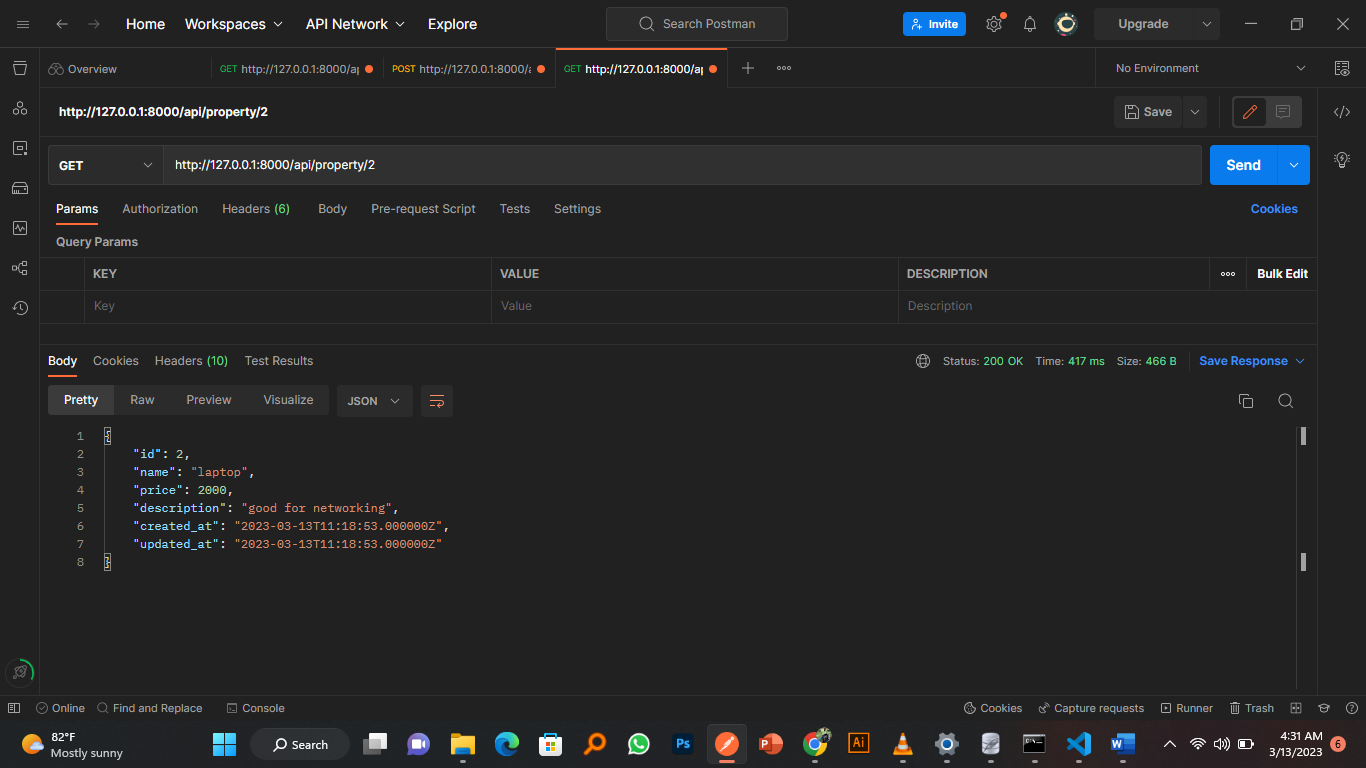 Home Workspaces API Network Explore Search Postman Invite Upgrade
Overview GET http://127.0.0.1:8000/ap POST http://127.0.0.1:8000/a GET http://127.0.0.1:8000/ap No Environment
http://127.0.0.1:8000/api/property/2 Save
GET http://127.0.0.1:8000/api/property/2 Send
Params Authorization Headers (6) Body Pre-request Script Tests Settings Cookies
Query Params
KEY VALUE DESCRIPTION Bulk Edit
Key Value Description
Body Cookies Headers (10) Test Results Status: 200 OK Time: 417 ms Size: 466 B Save Response
Pretty Raw Preview Visualize JSON
1 {
2 "id": 2,
3 "name": "laptop",
4 "price": 2000,
5 "description": "good for networking",
6 "created_at": "2023-03-13T11:18:53.000000Z",
7 "updated_at": "2023-03-13T11:18:53.000000Z"
8 }
Online Find and Replace Console Cookies Capture requests Runner Trash
82°F
Mostly sunny
Search
Ps
P
Ai
W
4:31 AM
3/13/2023
6